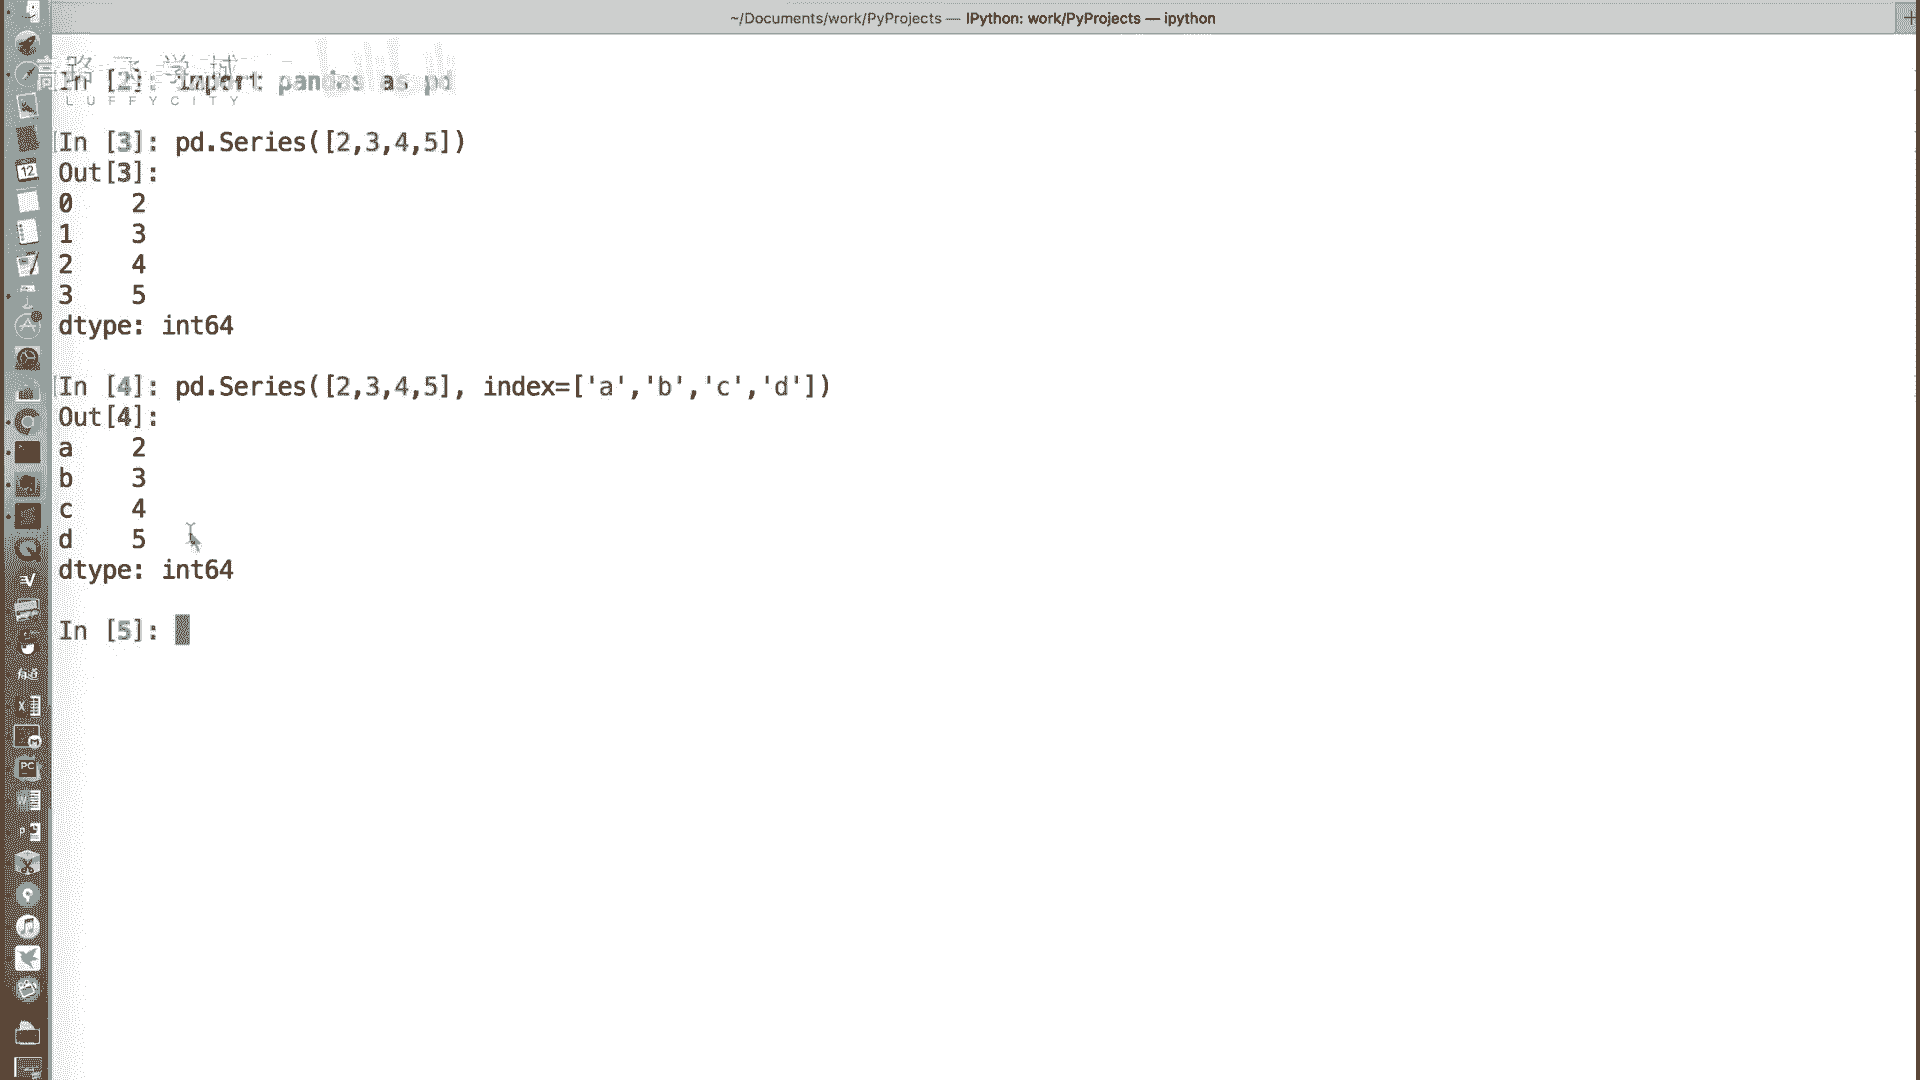 ~/Documents/work/PyProjects — IPython: work/PyProjects — ipython
路飞学城
LUFFYCITY
In [2]: import pandas as pd
In [3]: pd.Series([2,3,4,5])
Out[3]:
0    2
1    3
2    4
3    5
dtype: int64
In [4]: pd.Series([2,3,4,5], index=['a','b','c','d'])
Out[4]:
a    2
b    3
c    4
d    5
dtype: int64
In [5]: